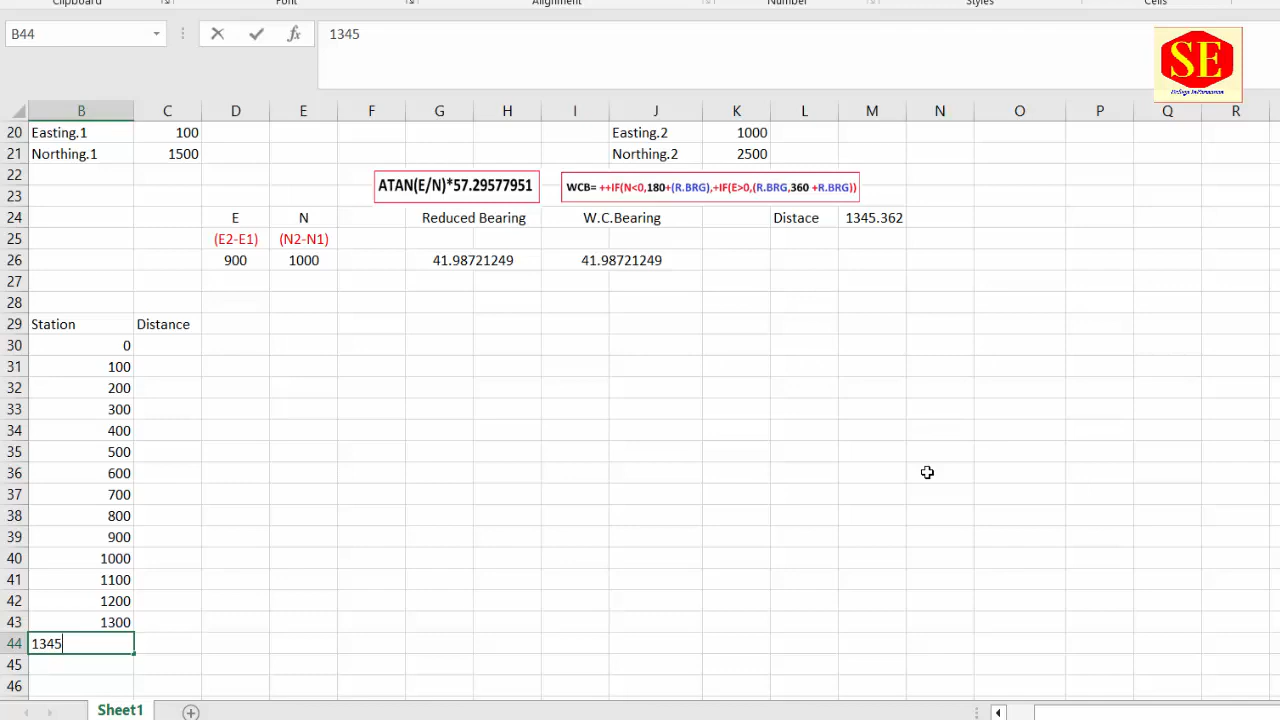 Clipboard Font Alignment Number Styles Cells
B44 fx 1345
SE
B C D E F G H I J K L M N O P Q R
20 Easting.1 100 Easting.2 1000
21 Northing.1 1500 Northing.2 2500
22
ATAN(E/N)*57.29577951 WCB= ++IF(N<0,180+(R.BRG),+IF(E>0,(R.BRG,360 +R.BRG))
23
24 E N Reduced Bearing W.C.Bearing Distace 1345.362
25 (E2-E1) (N2-N1)
26 900 1000 41.98721249 41.98721249
27
28
29 Station Distance
30 0
31 100
32 200
33 300
34 400
35 500
36 600
37 700
38 800
39 900
40 1000
41 1100
42 1200
43 1300
44 1345
45
46
Sheet1